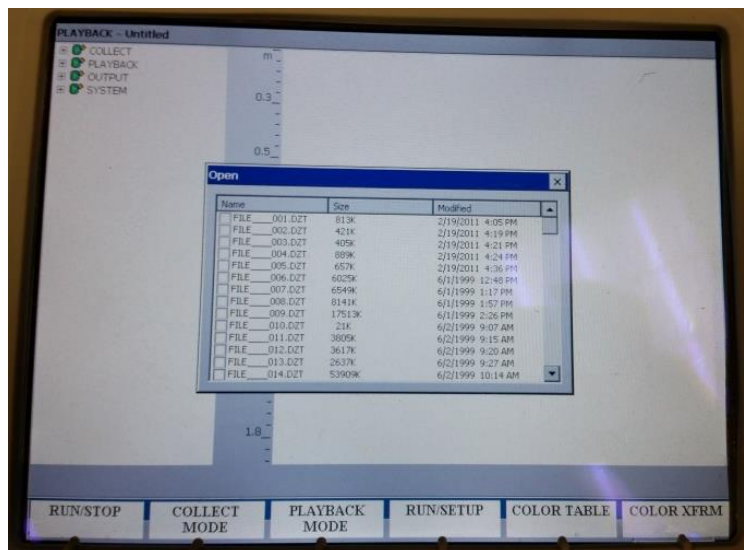 PLAYBACK - Untitled
COLLECT
PLAYBACK
OUTPUT
SYSTEM
m
0.3
0.5
Open
Name Size Modified
FILE____001.DZT 813K 2/19/2011 4:05 PM
FILE____002.DZT 421K 2/19/2011 4:19 PM
FILE____003.DZT 405K 2/19/2011 4:21 PM
FILE____004.DZT 889K 2/19/2011 4:24 PM
FILE____005.DZT 657K 2/19/2011 4:36 PM
FILE____006.DZT 6025K 6/1/1999 12:48 PM
FILE____007.DZT 6549K 6/1/1999 1:17 PM
FILE____008.DZT 8141K 6/1/1999 1:57 PM
FILE____009.DZT 17513K 6/1/1999 2:26 PM
FILE____010.DZT 21K 6/2/1999 9:07 AM
FILE____011.DZT 3805K 6/2/1999 9:15 AM
FILE____012.DZT 3617K 6/2/1999 9:20 AM
FILE____013.DZT 2637K 6/2/1999 9:27 AM
FILE____014.DZT 53909K 6/2/1999 10:14 AM
1.8
RUN/STOP COLLECT MODE PLAYBACK MODE RUN/SETUP COLOR TABLE COLOR XFRM